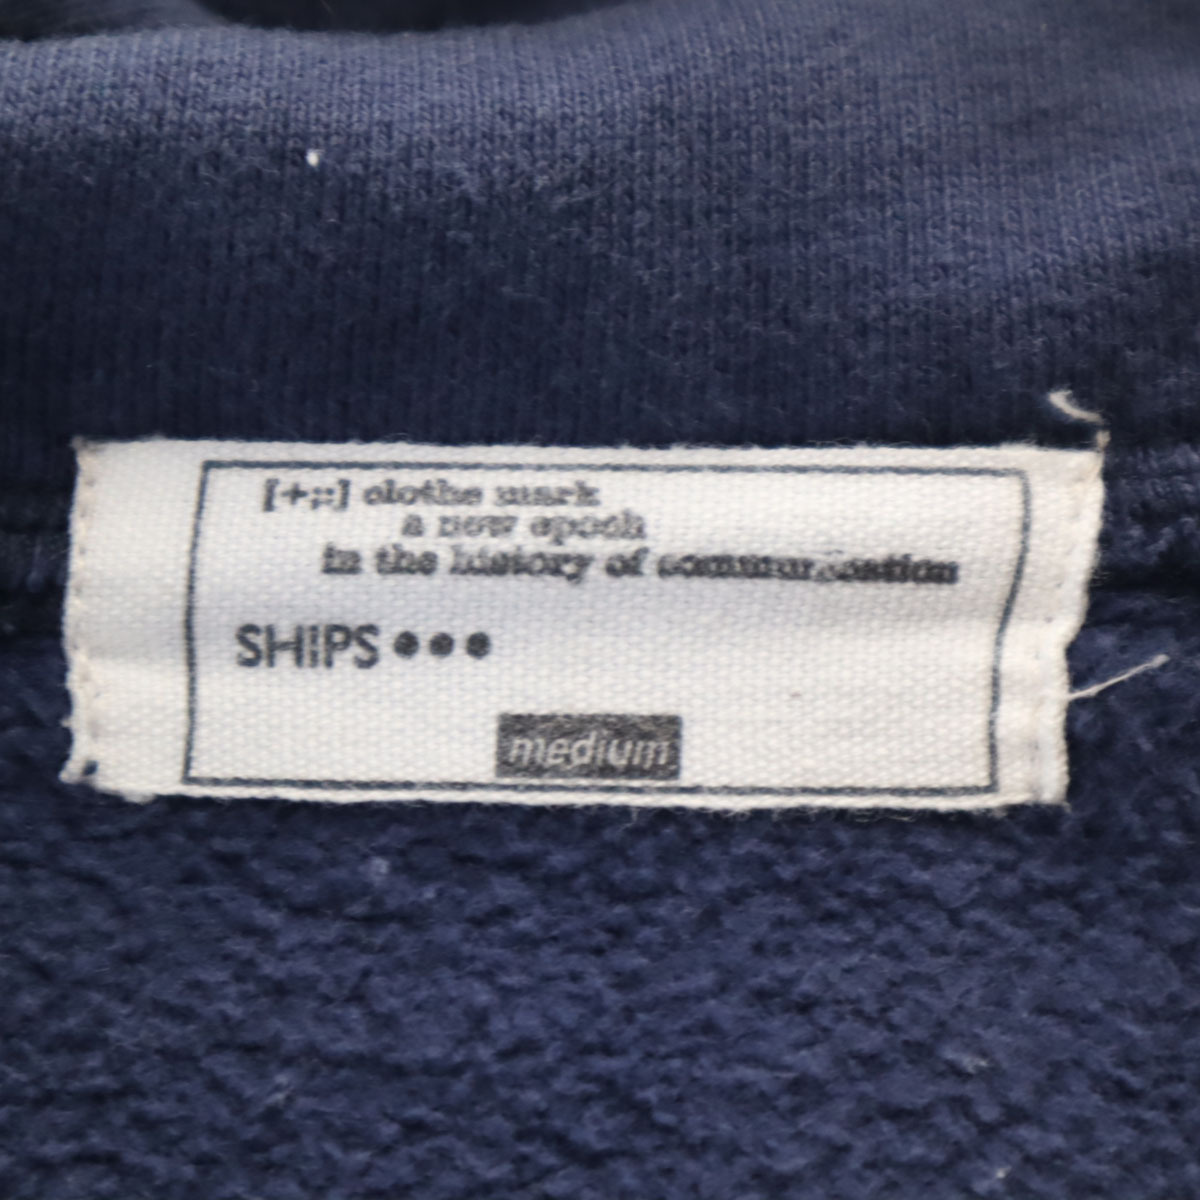 [+;:] clothe mark
a new epoch
in the history of communication
SHIPS●●●
medium